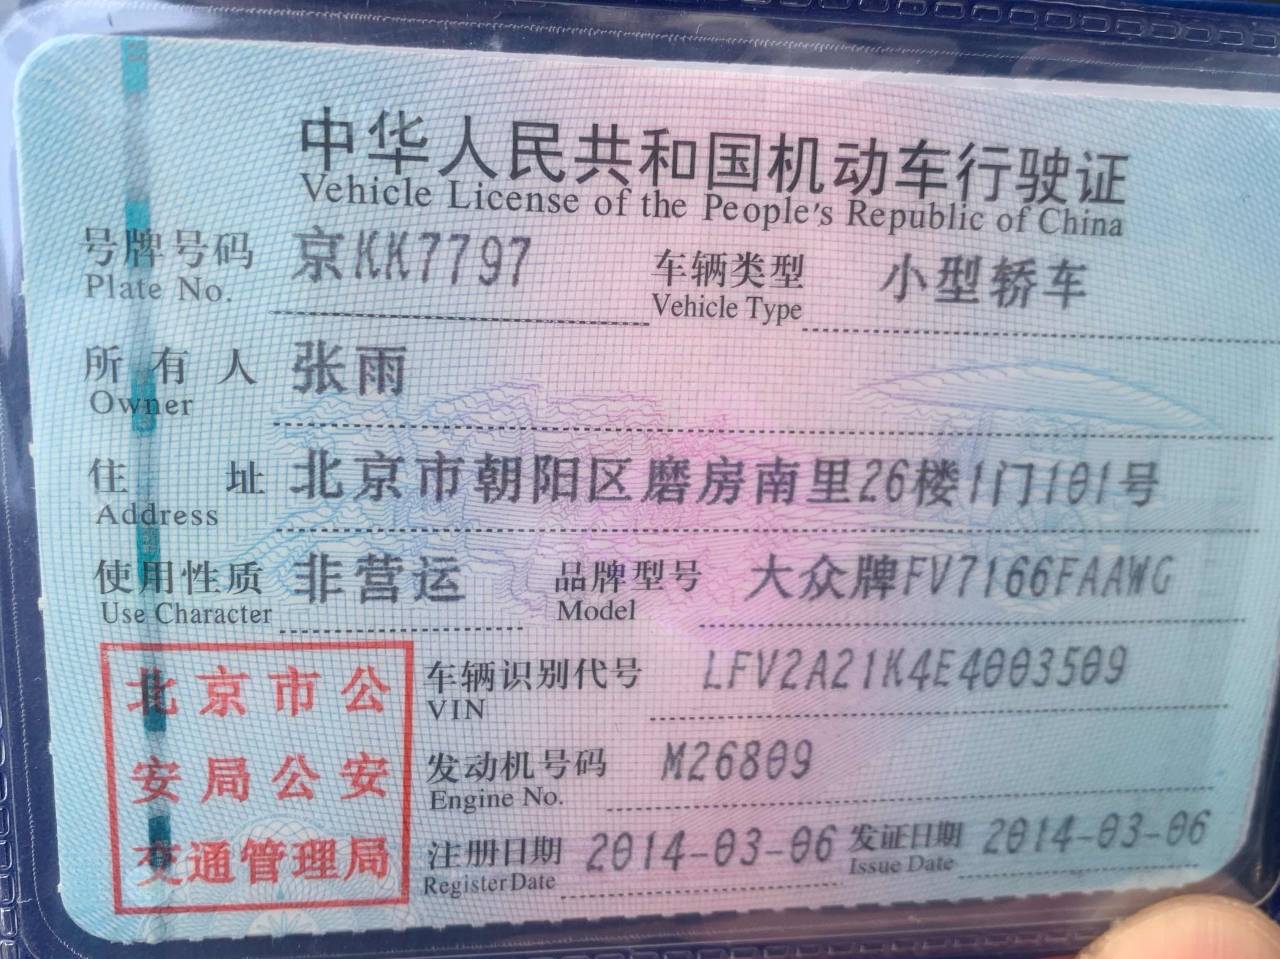 中华人民共和国机动车行驶证
Vehicle License of the People's Republic of China
号牌号码 京KK7797 车辆类型 小型轿车
Plate No. Vehicle Type
所有人 张雨
Owner
住址 北京市朝阳区磨房南里26楼1门101号
Address
使用性质 非营运 品牌型号 大众牌FV7166FAAWG
Use Character Model
北京市公
安局公安
交通管理局
车辆识别代号 LFV2A21K4E4003509
VIN
发动机号码 M26809
Engine No.
注册日期 2014-03-06 发证日期 2014-03-06
Register Date Issue Date